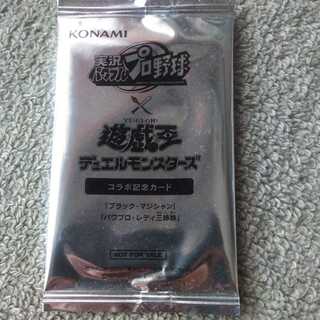 KONAMI
実況
パワフル
プロ野球
×
YU-GI-OH!
遊戯王
デュエルモンスターズ
コラボ記念カード
「ブラック・マジシャン」
「パワプロ・レディ三姉妹」
NOT FOR SALE